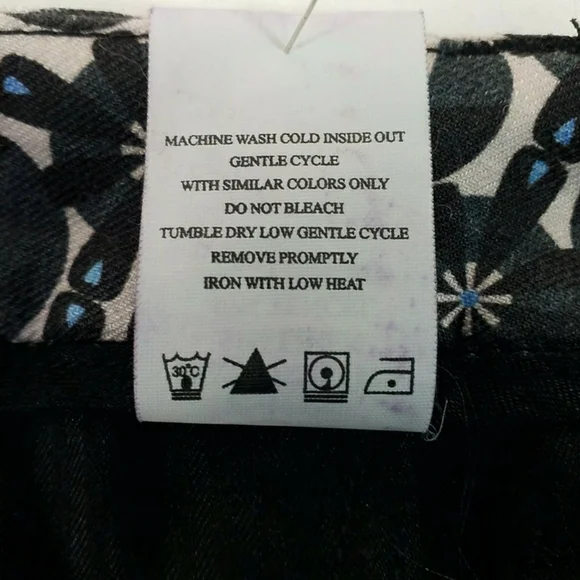 MACHINE WASH COLD INSIDE OUT
GENTLE CYCLE
WITH SIMILAR COLORS ONLY
DO NOT BLEACH
TUMBLE DRY LOW GENTLE CYCLE
REMOVE PROMPTLY
IRON WITH LOW HEAT
30°C